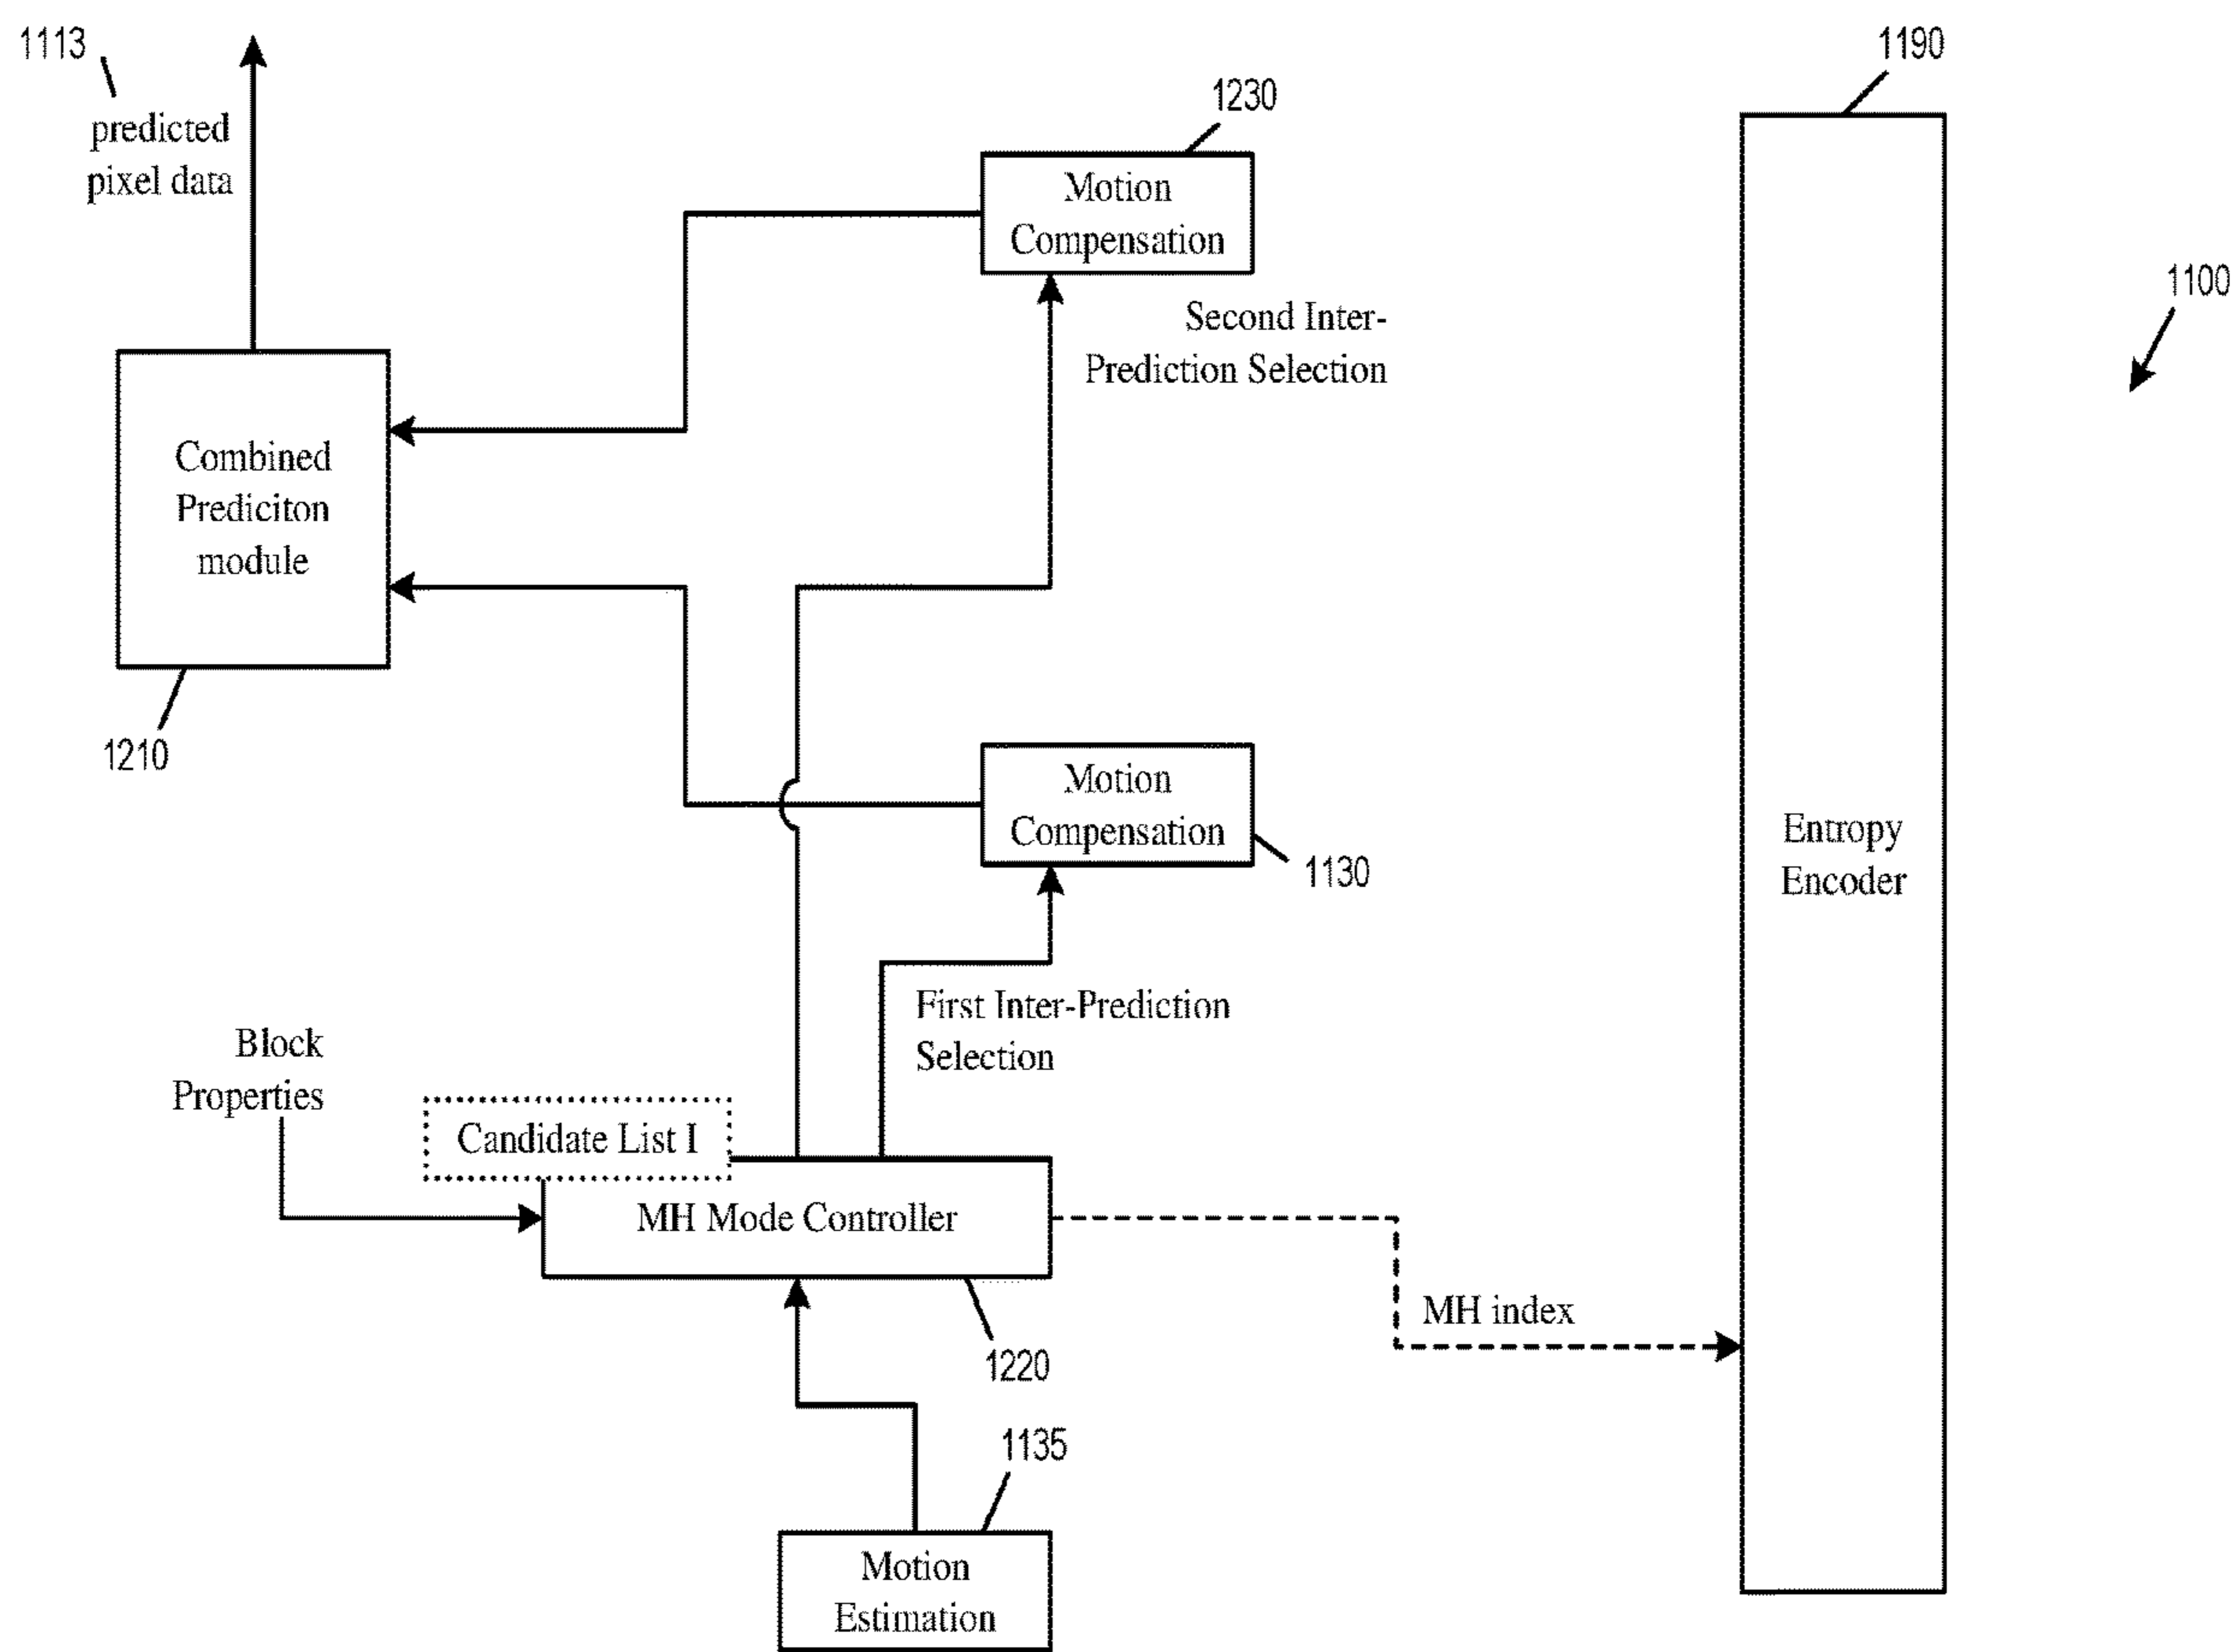 1113
predicted
pixel data
1190
1230
Motion
Compensation
1100
Second Inter-
Prediction Selection
Combined
Prediciton
module
1210
Motion
Compensation
1130
Entropy
Encoder
First Inter-Prediction
Selection
Block
Properties
Candidate List I
MH Mode Controller
MH index
1220
1135
Motion
Estimation